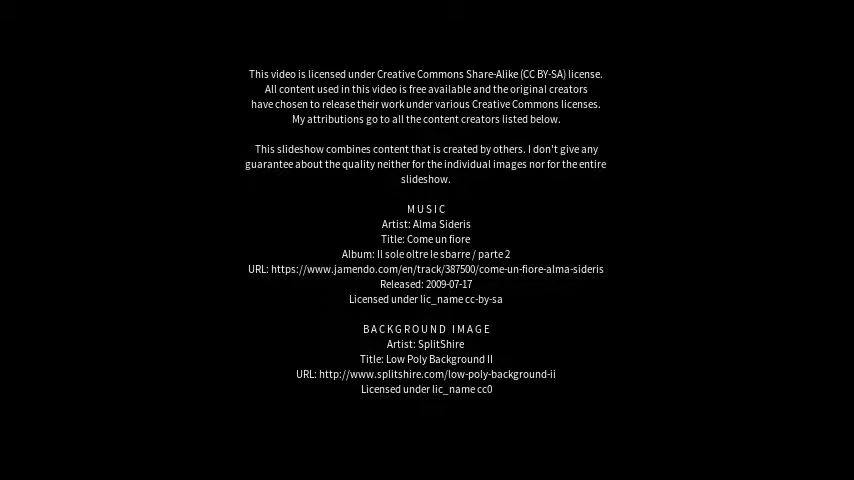 This video is licensed under Creative Commons Share-Alike (CC BY-SA) license.
All content used in this video is free available and the original creators
have chosen to release their work under various Creative Commons licenses.
My attributions go to all the content creators listed below.
This slideshow combines content that is created by others. I don't give any
guarantee about the quality neither for the individual images nor for the entire
slideshow.
MUSIC
Artist: Alma Sideris
Title: Come un fiore
Album: Il sole oltre le sbarre / parte 2
URL: https://www.jamendo.com/en/track/387500/come-un-fiore-alma-sideris
Released: 2009-07-17
Licensed under lic_name cc-by-sa
BACKGROUND IMAGE
Artist: SplitShire
Title: Low Poly Background II
URL: http://www.splitshire.com/low-poly-background-ii
Licensed under lic_name cc0